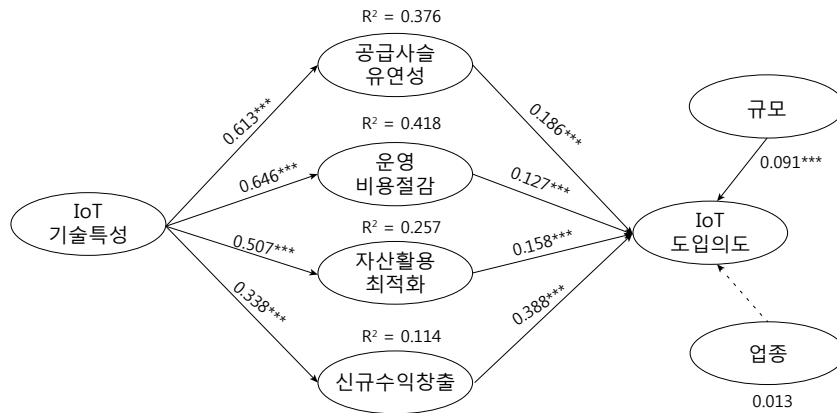 R² = 0.376
공급사슬
유연성
0.613***
0.186***
규모
R² = 0.418
0.091***
운영
비용절감
0.646***
0.127***
IoT
기술특성
IoT
도입의도
R² = 0.257
0.507***
0.158***
자산활용
최적화
0.338***
0.388***
R² = 0.114
신규수익창출
업종
0.013